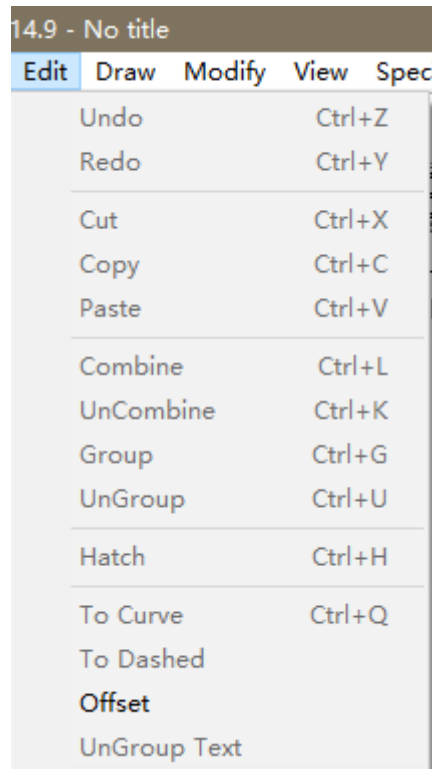 14.9 - No title
Edit Draw Modify View Spec
Undo Ctrl+Z
Redo Ctrl+Y
Cut Ctrl+X
Copy Ctrl+C
Paste Ctrl+V
Combine Ctrl+L
UnCombine Ctrl+K
Group Ctrl+G
UnGroup Ctrl+U
Hatch Ctrl+H
To Curve Ctrl+Q
To Dashed
Offset
UnGroup Text